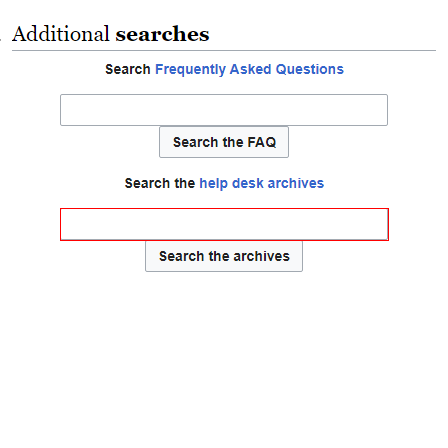 Additional searches
Search Frequently Asked Questions
Search the FAQ
Search the help desk archives
Search the archives